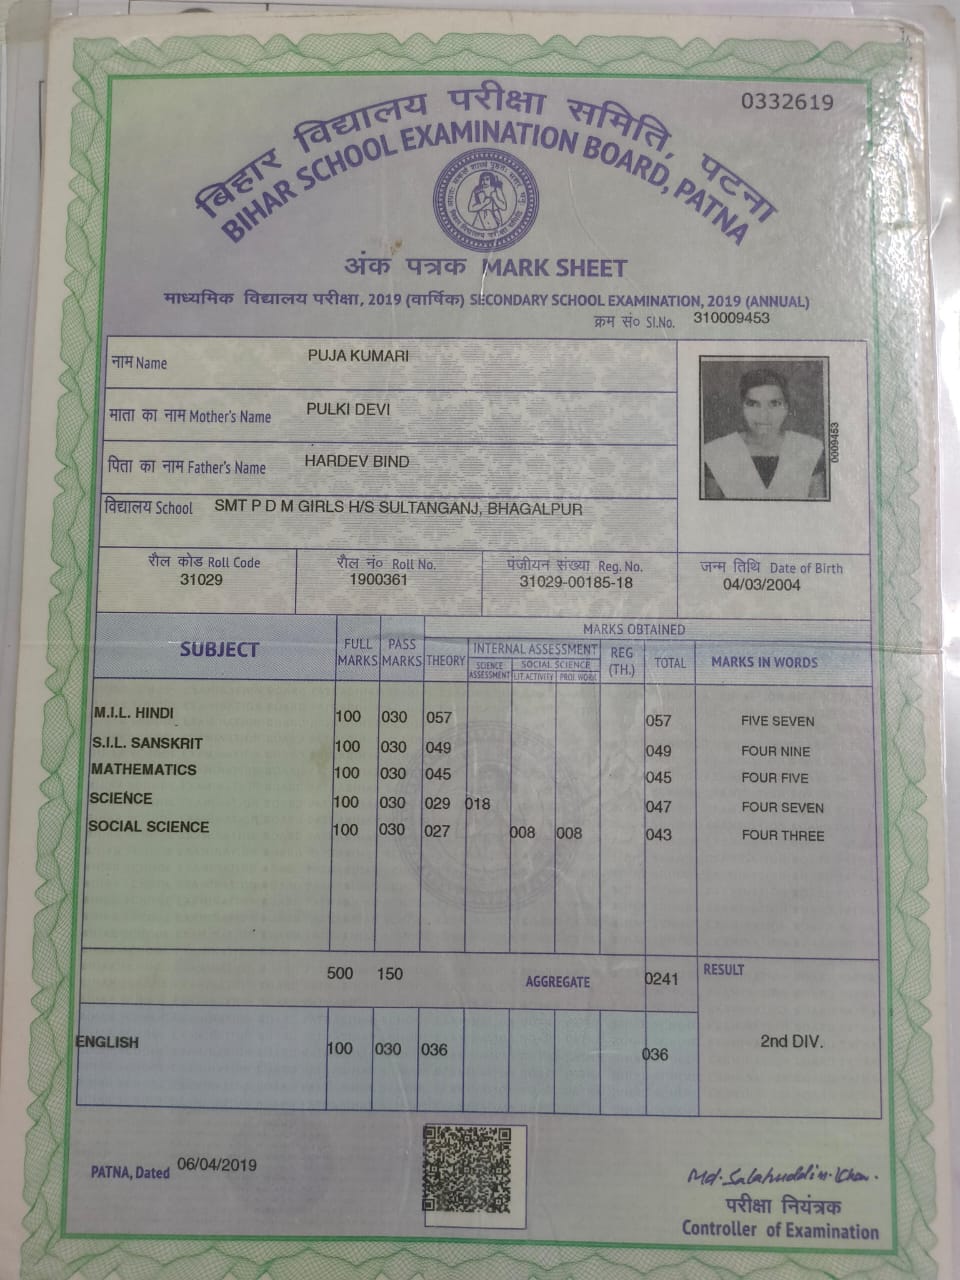 0332619
बिहार विद्यालय परीक्षा समिति, पटना
BIHAR SCHOOL EXAMINATION BOARD, PATNA
अंक पत्रक MARK SHEET
माध्यमिक विद्यालय परीक्षा, 2019 (वार्षिक) SECONDARY SCHOOL EXAMINATION, 2019 (ANNUAL)
क्रम सं० Sl.No. 310009453
नाम Name PUJA KUMARI
माता का नाम Mother's Name PULKI DEVI
पिता का नाम Father's Name HARDEV BIND
0009453
विद्यालय School SMT P D M GIRLS H/S SULTANGANJ, BHAGALPUR
रौल कोड Roll Code रौल नं० Roll No. पंजीयन संख्या Reg. No. जन्म तिथि Date of Birth
31029 1900361 31029-00185-18 04/03/2004
MARKS OBTAINED
SUBJECT FULL MARKS PASS MARKS THEORY INTERNAL ASSESSMENT REG (TH.) TOTAL MARKS IN WORDS
SCIENCE ASSESSMENT SOCIAL SCIENCE
LIT.ACTIVITY PROJ.WORK
M.I.L. HINDI 100 030 057 057 FIVE SEVEN
S.I.L. SANSKRIT 100 030 049 049 FOUR NINE
MATHEMATICS 100 030 045 045 FOUR FIVE
SCIENCE 100 030 029 018 047 FOUR SEVEN
SOCIAL SCIENCE 100 030 027 008 008 043 FOUR THREE
500 150 AGGREGATE 0241 RESULT
ENGLISH 100 030 036 036 2nd DIV.
PATNA, Dated 06/04/2019
Md. Salahuddin Khan.
परीक्षा नियंत्रक
Controller of Examination